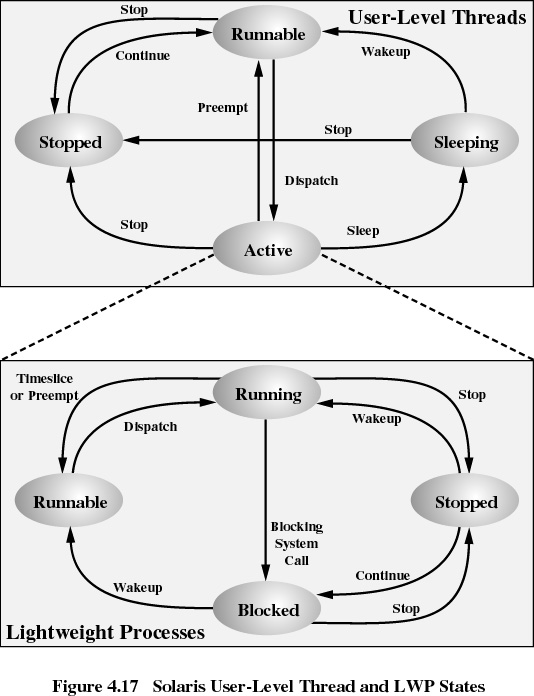 Stop
User-Level Threads
Runnable
Continue
Wakeup
Preempt
Stop
Stopped
Sleeping
Dispatch
Stop
Sleep
Active
Timeslice
or Preempt
Running
Stop
Dispatch
Wakeup
Runnable
Stopped
Blocking
System
Call
Wakeup
Continue
Blocked
Stop
Lightweight Processes
Figure 4.17 Solaris User-Level Thread and LWP States